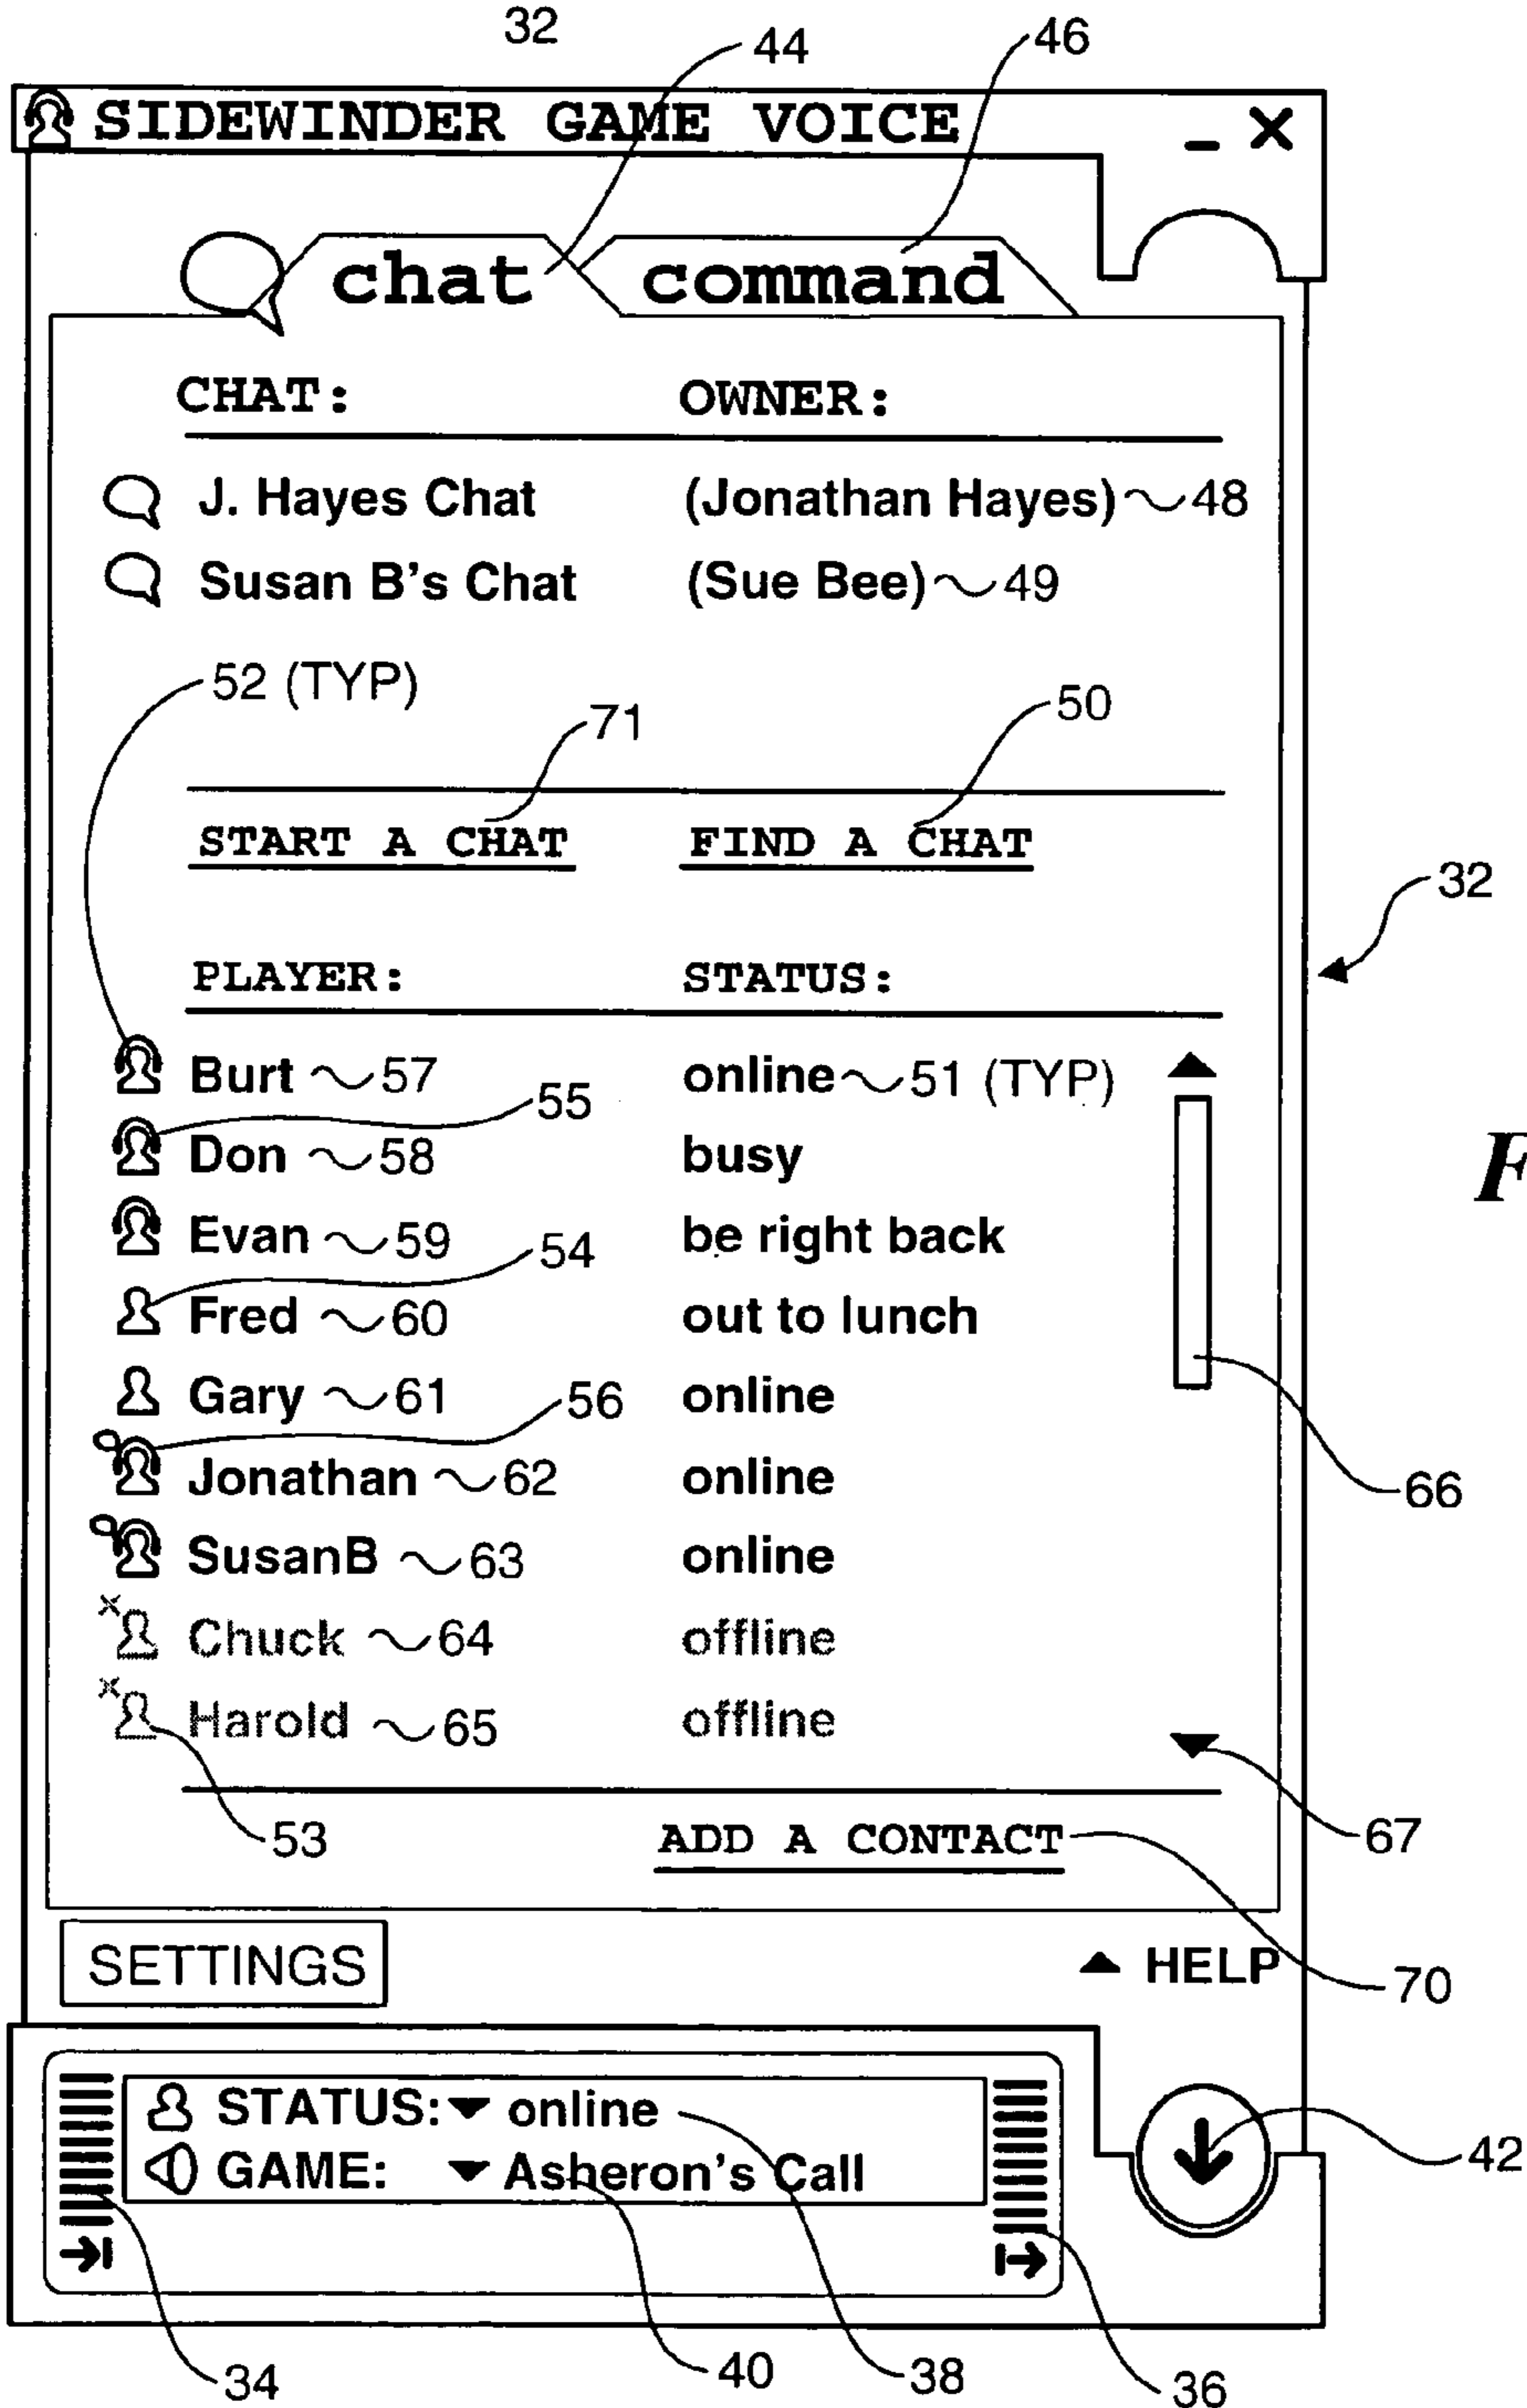 32
44
46
SIDEWINDER GAME VOICE
chat command
CHAT: OWNER:
J. Hayes Chat (Jonathan Hayes) 48
Susan B's Chat (Sue Bee) 49
52 (TYP)
71
50
START A CHAT FIND A CHAT
32
PLAYER: STATUS:
Burt 57 online 51 (TYP)
55
Don 58 busy
F
Evan 59 be right back
54
Fred 60 out to lunch
Gary 61 online
56
Jonathan 62 online
66
SusanB 63 online
Chuck 64 offline
Harold 65 offline
53
ADD A CONTACT
67
SETTINGS
HELP
70
STATUS: online
GAME: Asheron's Call
42
34
40
38
36